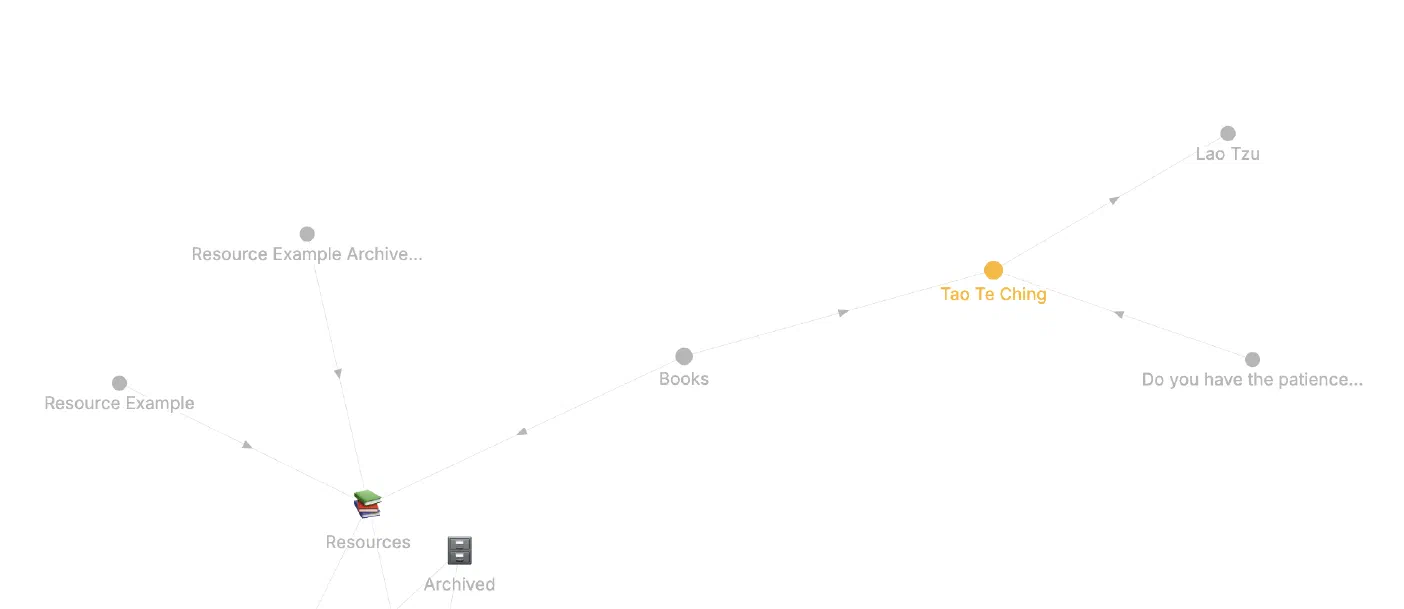 Lao Tzu
Resource Example Archive...
Tao Te Ching
Books
Do you have the patience...
Resource Example
Resources
Archived